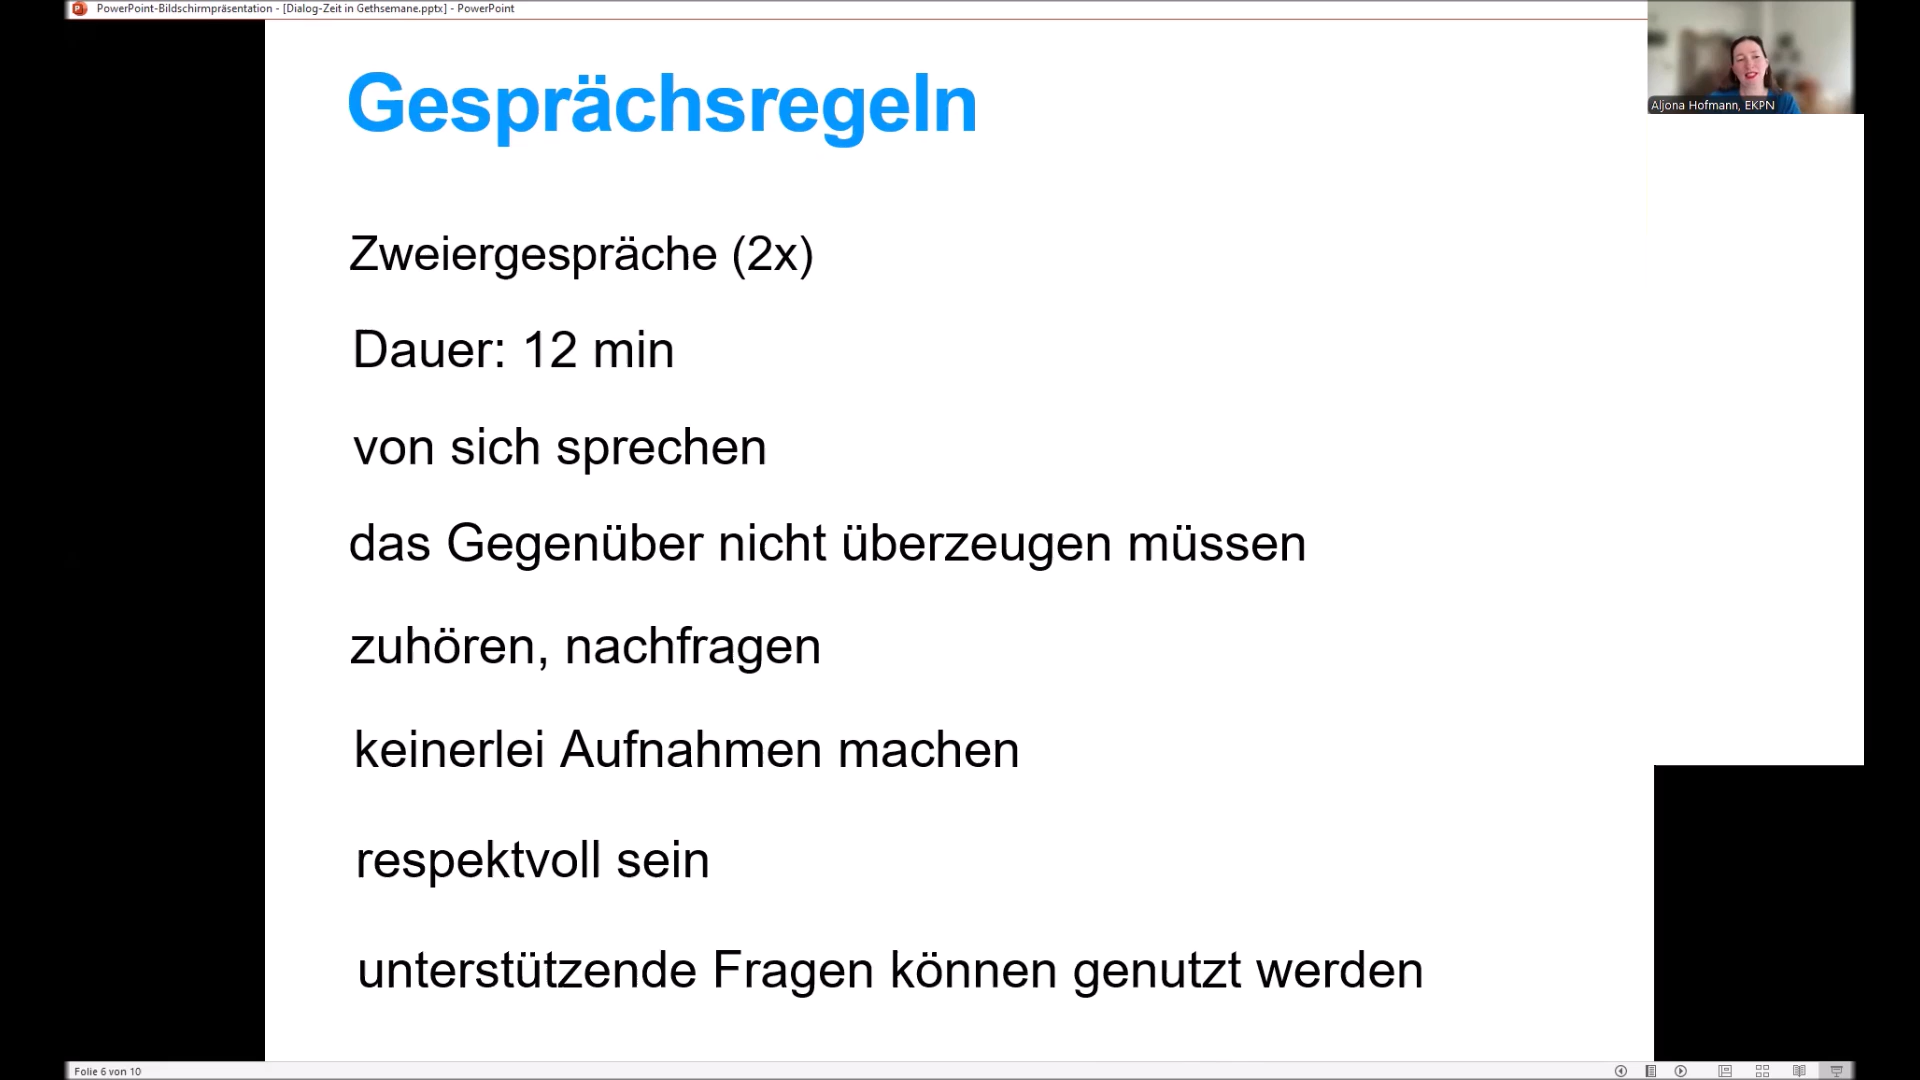 PowerPoint-Bildschirmpräsentation - [Dialog-Zeit in Gethsemane.pptx] - PowerPoint
Gesprächsregeln
Aljona Hofmann, EKPN
Zweiergespräche (2x)
Dauer: 12 min
von sich sprechen
das Gegenüber nicht überzeugen müssen
zuhören, nachfragen
keinerlei Aufnahmen machen
respektvoll sein
unterstützende Fragen können genutzt werden
Folie 6 von 10